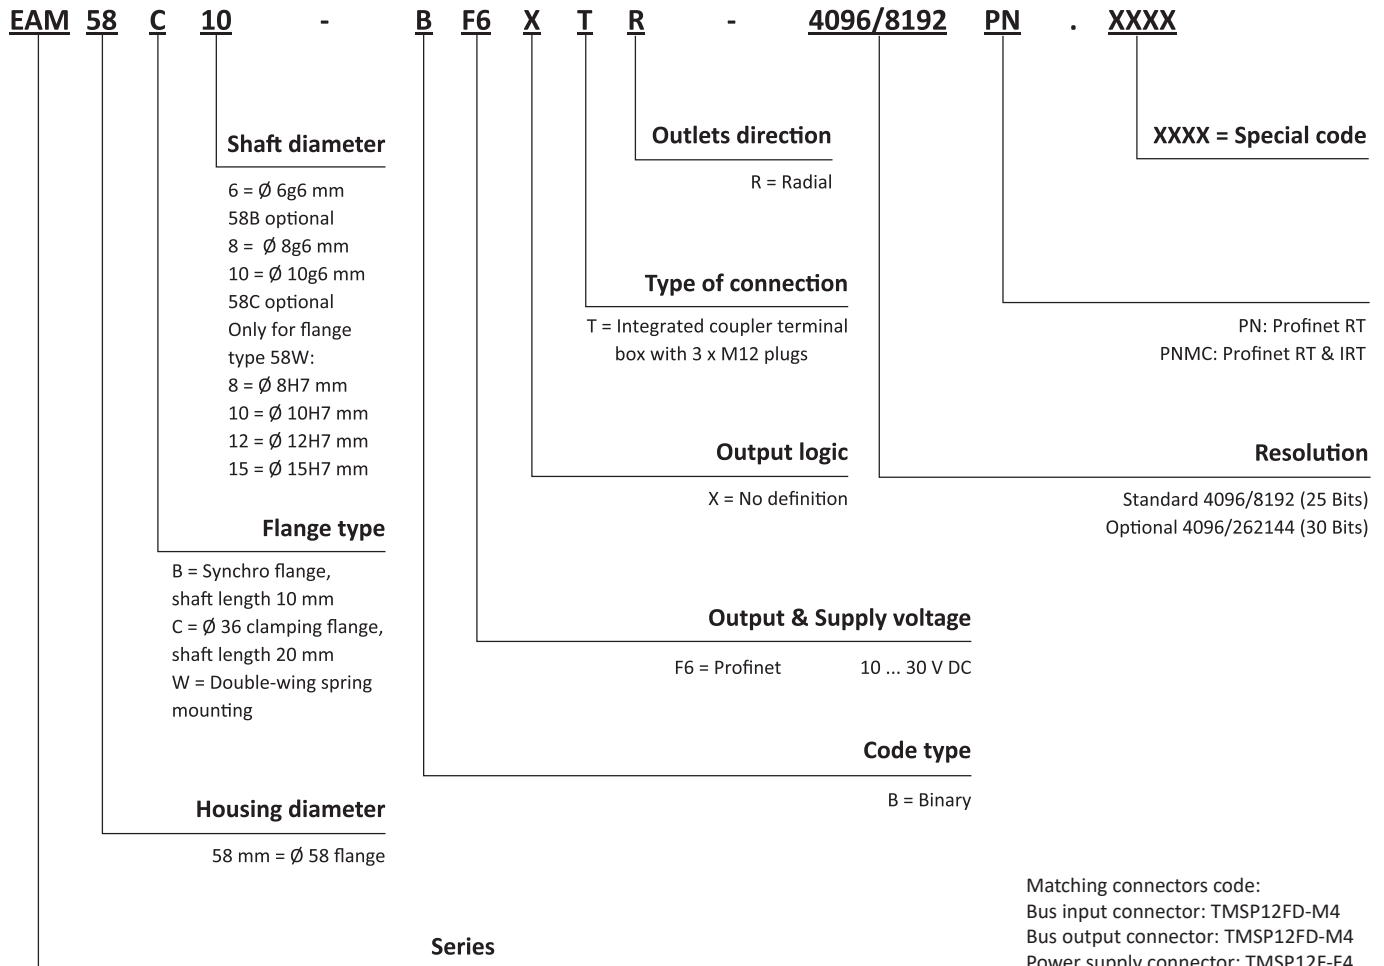 EAM 58 C 10 - B F6 X T R - 4096/8192 PN . XXXX
Shaft diameter
6 = Ø 6g6 mm
58B optional
8 = Ø 8g6 mm
10 = Ø 10g6 mm
58C optional
Only for flange
type 58W:
8 = Ø 8H7 mm
10 = Ø 10H7 mm
12 = Ø 12H7 mm
15 = Ø 15H7 mm
Flange type
B = Synchro flange,
shaft length 10 mm
C = Ø 36 clamping flange,
shaft length 20 mm
W = Double-wing spring
mounting
Housing diameter
58 mm = Ø 58 flange
Series
Outlets direction
R = Radial
Type of connection
T = Integrated coupler terminal
box with 3 x M12 plugs
Output logic
X = No definition
Output & Supply voltage
F6 = Profinet 10 ... 30 V DC
Code type
B = Binary
XXXX = Special code
PN: Profinet RT
PNMC: Profinet RT & IRT
Resolution
Standard 4096/8192 (25 Bits)
Optional 4096/262144 (30 Bits)
Matching connectors code:
Bus input connector: TMSP12FD-M4
Bus output connector: TMSP12FD-M4
Power supply connector: TMSP12F-F4